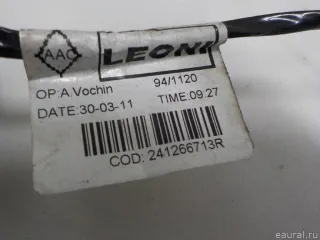 AAC LEONI
OP:A.Vochin 94/1120
DATE:30-03-11 TIME:09.27
COD: 241266713R
eaural.ru